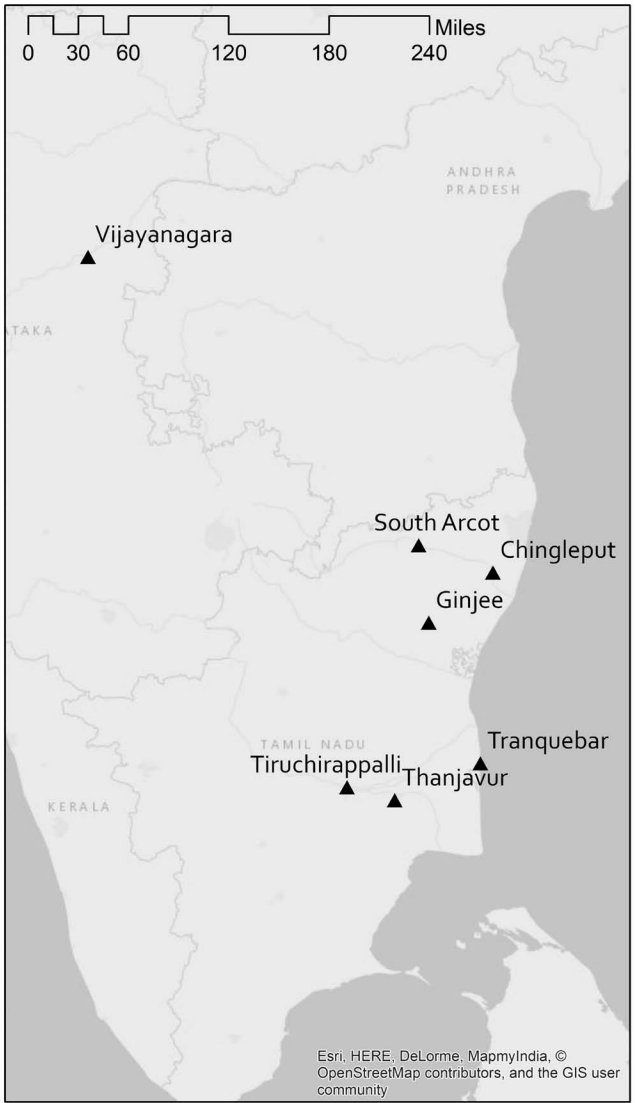 Miles
0 30 60 120 180 240
ANDHRA
PRADESH
Vijayanagara
ATAKA
South Arcot
Chingleput
Ginjee
Tranquebar
TAMIL NADU
Tiruchirappalli
Thanjavur
KERALA
Esri, HERE, DeLorme, MapmyIndia, ©
OpenStreetMap contributors, and the GIS user
community